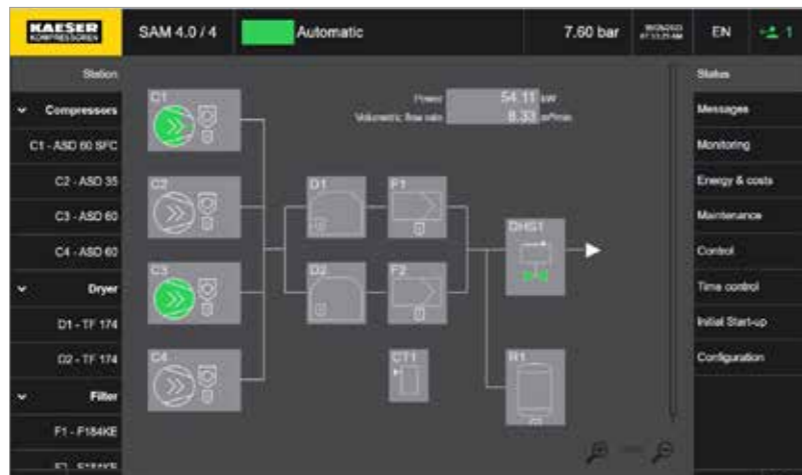 KAESER
KOMPRESSOREN
SAM 4.0 / 4
Automatic
7.60 bar
EN
1
Station
Compressors
C1 - ASD 60 SFC
C2 - ASD 35
C3 - ASD 60
C4 - ASD 60
Dryer
D1 - TF 174
D2 - TF 174
Filter
F1 - F184KE
C1
C2
C3
C4
Power 54.11 kW
Volumetric flow rate 8.33 m³/min
D1
F1
D2
F2
DHS1
CT1
R1
Status
Messages
Monitoring
Energy & costs
Maintenance
Control
Time control
Initial Start-up
Configuration